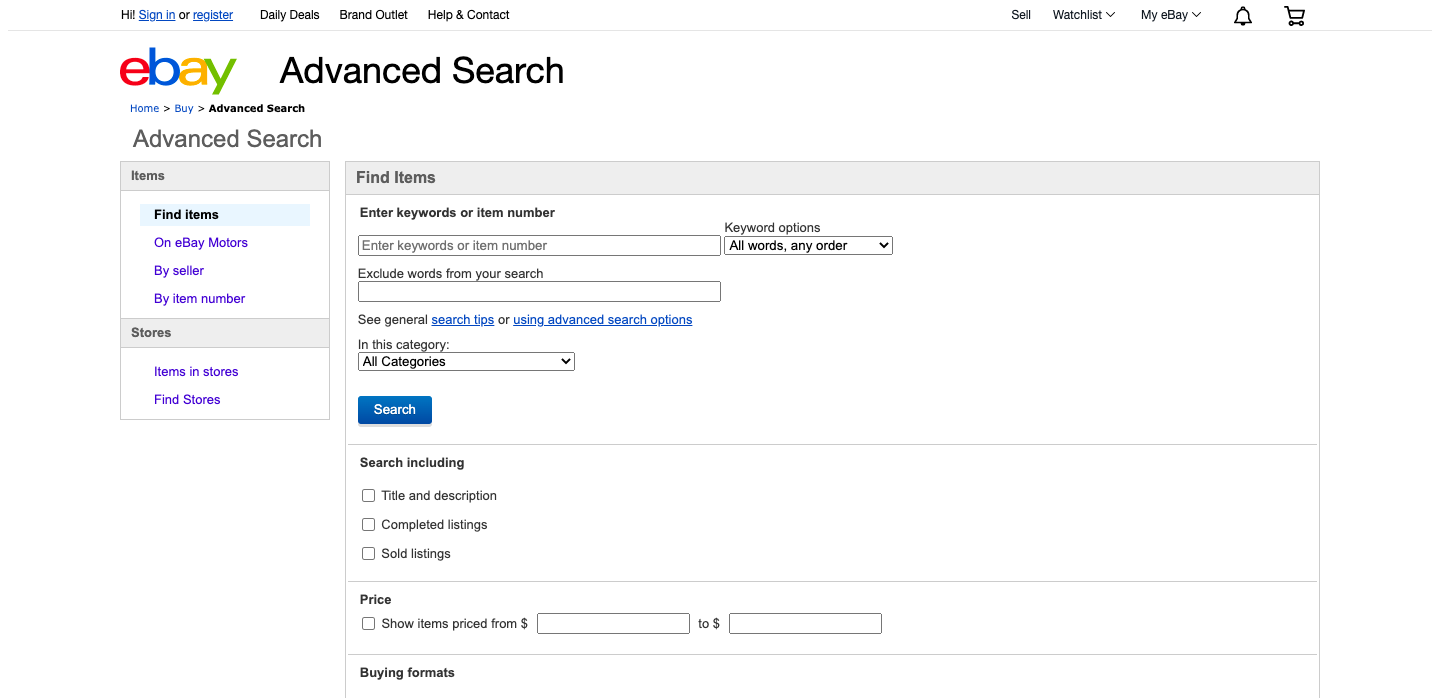 Hi! Sign in or register Daily Deals Brand Outlet Help & Contact Sell Watchlist My eBay
ebay Advanced Search
Home > Buy > Advanced Search
Advanced Search
Items
Find items
On eBay Motors
By seller
By item number
Stores
Items in stores
Find Stores
Find Items
Enter keywords or item number
Keyword options
Enter keywords or item number All words, any order
Exclude words from your search
See general search tips or using advanced search options
In this category:
All Categories
Search
Search including
Title and description
Completed listings
Sold listings
Price
Show items priced from $ to $
Buying formats